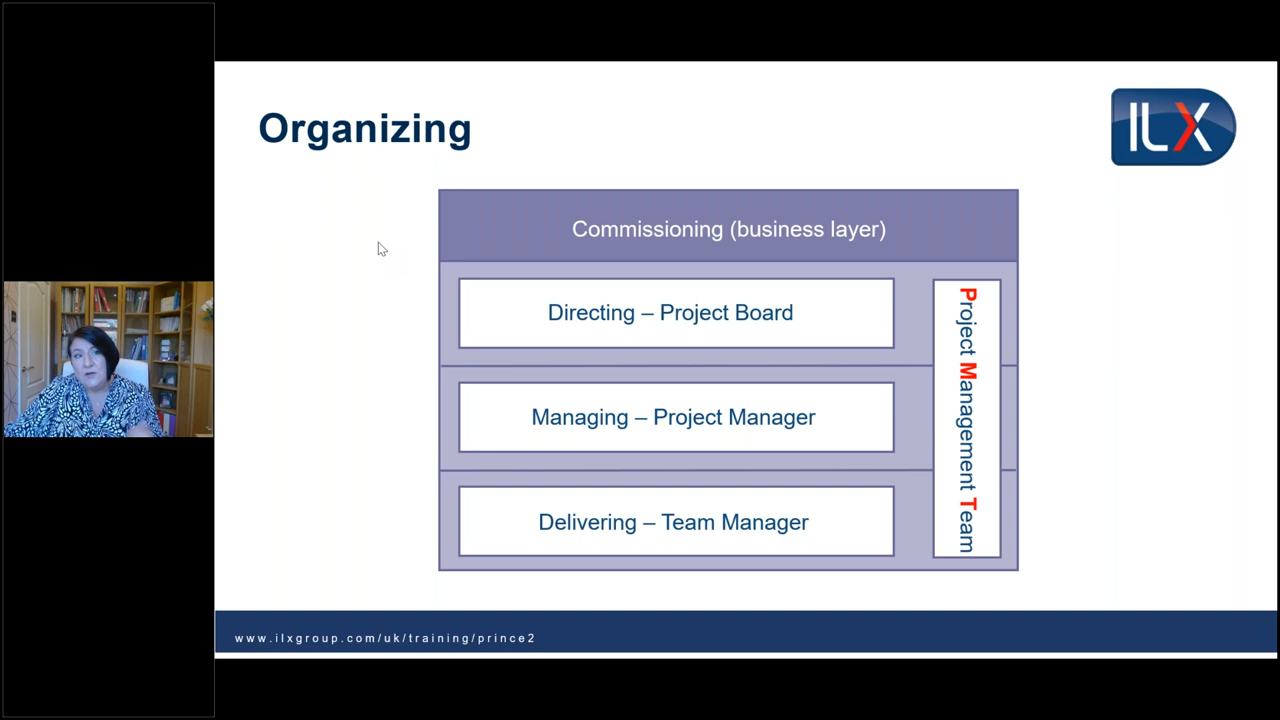 Organizing
ILX
Commissioning (business layer)
Directing – Project Board
Managing – Project Manager
Delivering – Team Manager
Project Management Team
www.ilxgroup.com/uk/training/prince2